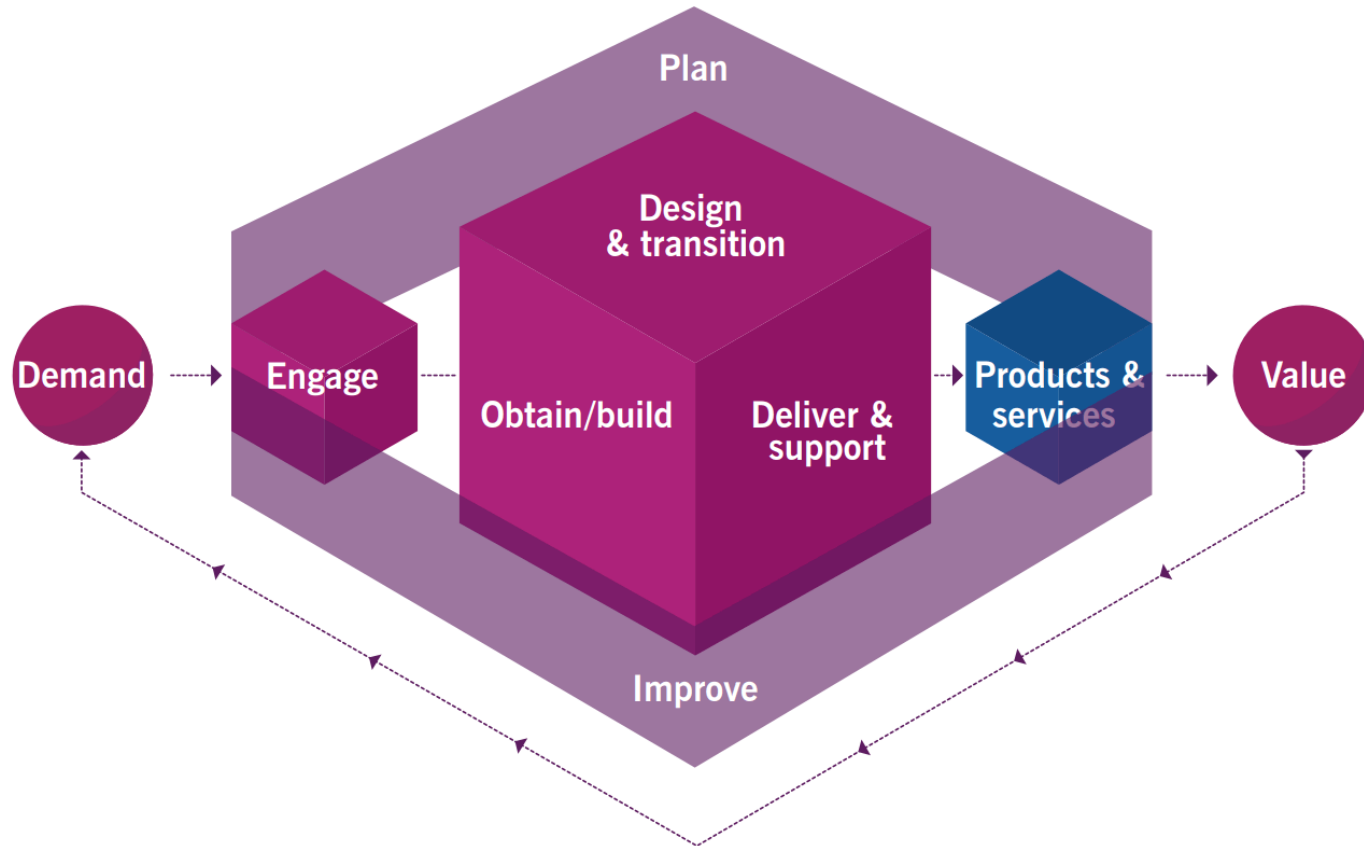 Plan
Design
& transition
Demand
Engage
Obtain/build
Deliver &
support
Products &
services
Value
Improve